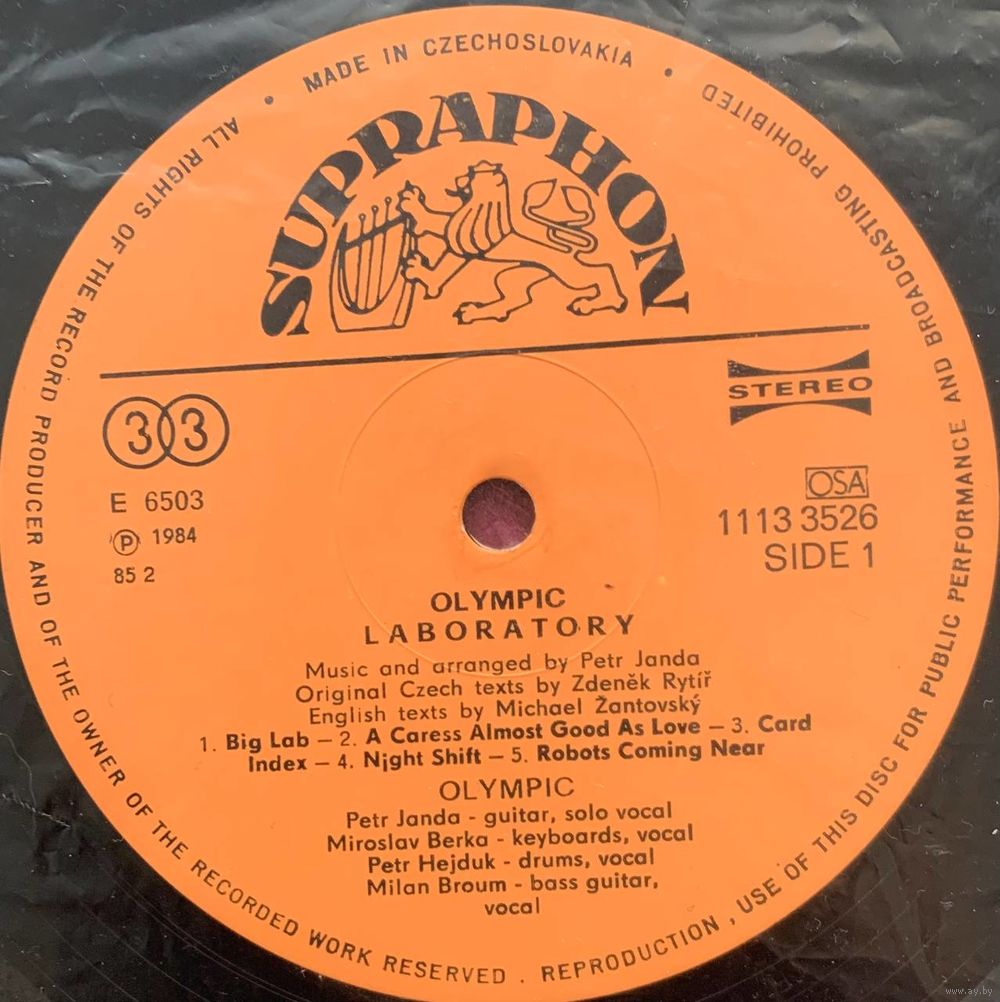 MADE IN CZECHOSLOVAKIA
ALL RIGHTS OF THE RECORD PRODUCER AND OF THE OWNER OF THE RECORDED WORK RESERVED . REPRODUCTION , USE OF THIS DISC FOR PUBLIC PERFORMANCE AND BROADCASTING PROHIBITED
SUPRAPHON
33
STEREO
E 6503
℗ 1984
85 2
OSA
1113 3526
SIDE 1
OLYMPIC
LABORATORY
Music and arranged by Petr Janda
Original Czech texts by Zdeněk Rytíř
English texts by Michael Žantovský
1. Big Lab – 2. A Caress Almost Good As Love – 3. Card
Index – 4. Night Shift – 5. Robots Coming Near
OLYMPIC
Petr Janda - guitar, solo vocal
Miroslav Berka - keyboards, vocal
Petr Hejduk - drums, vocal
Milan Broum - bass guitar,
vocal
www.ay.by